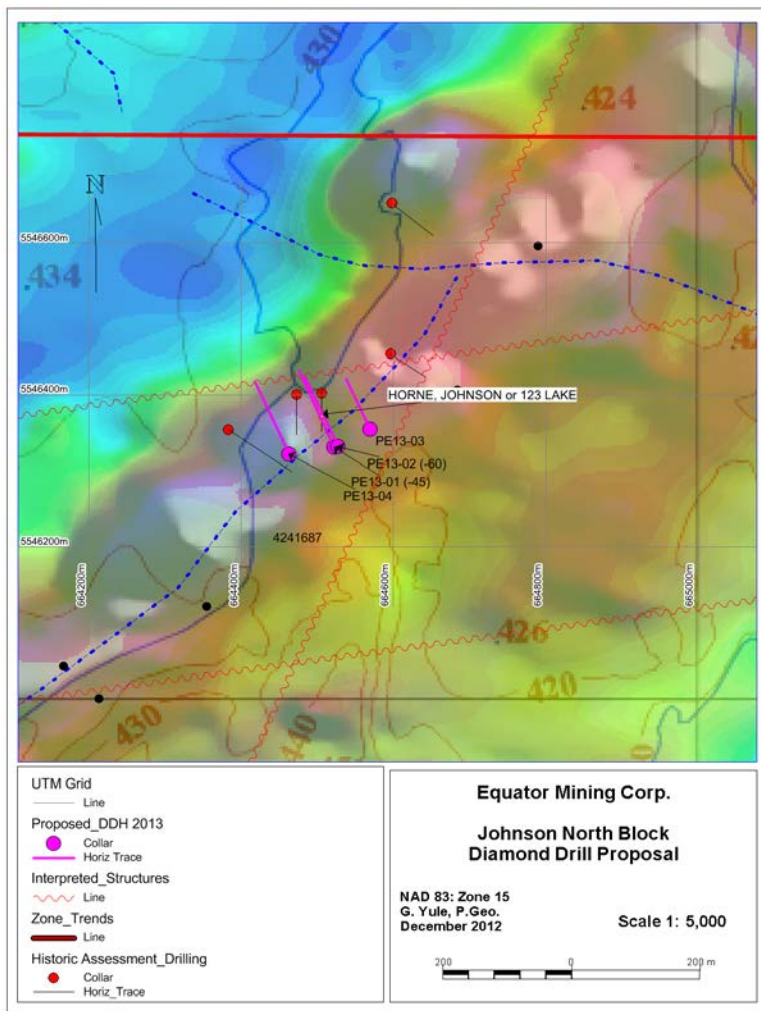 430
424
N
5546600m
434
42
5546400m
HORNE, JOHNSON or 123 LAKE
PE13-03
PE13-02 (-60)
PE13-01 (-45)
PE13-04
4241687
5546200m
664200m
664400m
664600m
664800m
665000m
426
420
430
440
0
UTM Grid
Line
Proposed_DDH 2013
Collar
Horiz Trace
Interpreted_Structures
Line
Zone_Trends
Line
Historic Assessment_Drilling
Collar
Horiz_Trace
Equator Mining Corp.
Johnson North Block
Diamond Drill Proposal
NAD 83: Zone 15
G. Yule, P.Geo.
December 2012
Scale 1: 5,000
200 0 200 m